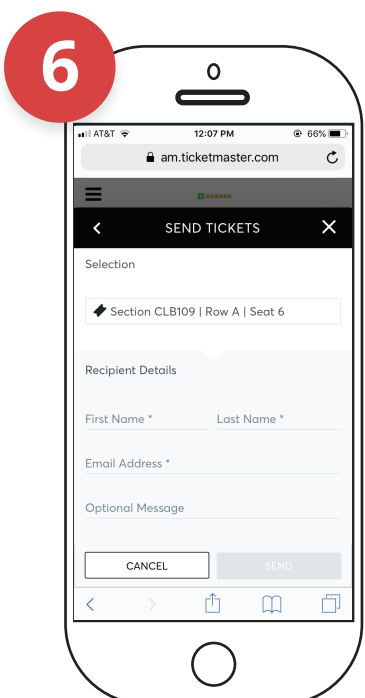 6
AT&T 12:07 PM 66%
am.ticketmaster.com
SEND TICKETS
Selection
Section CLB109 | Row A | Seat 6
Recipient Details
First Name * Last Name *
Email Address *
Optional Message
CANCEL SEND